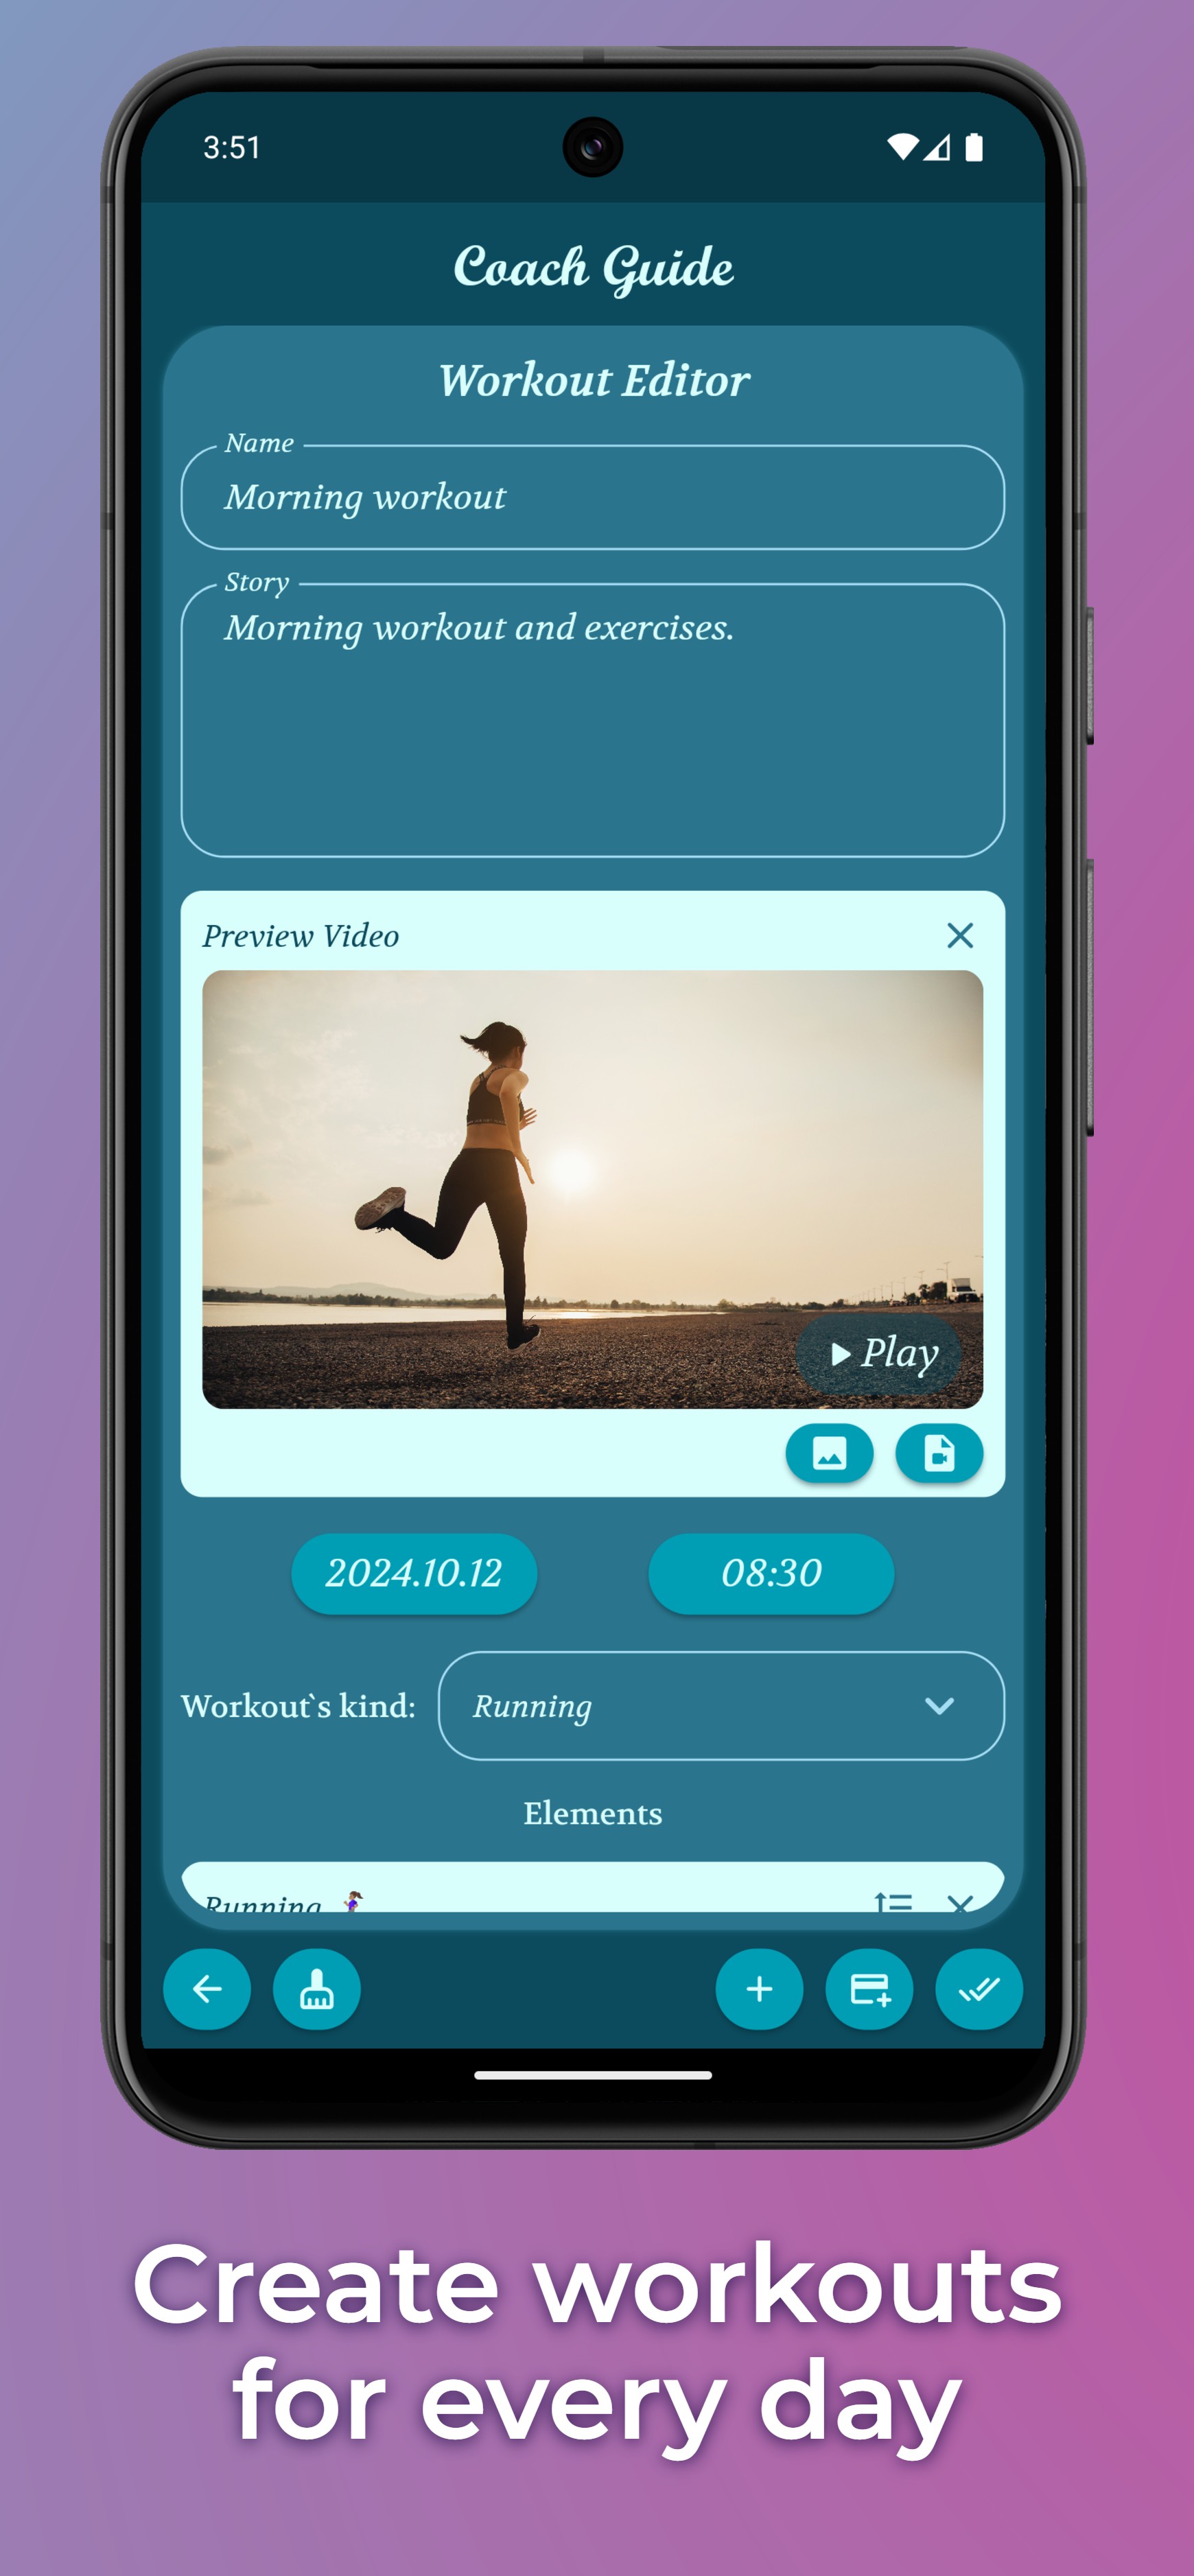 3:51
Coach Guide
Workout Editor
Name
Morning workout
Story
Morning workout and exercises.
Preview Video
Play
2024.10.12
08:30
Workout`s kind:
Running
Elements
Running
Create workouts
for every day